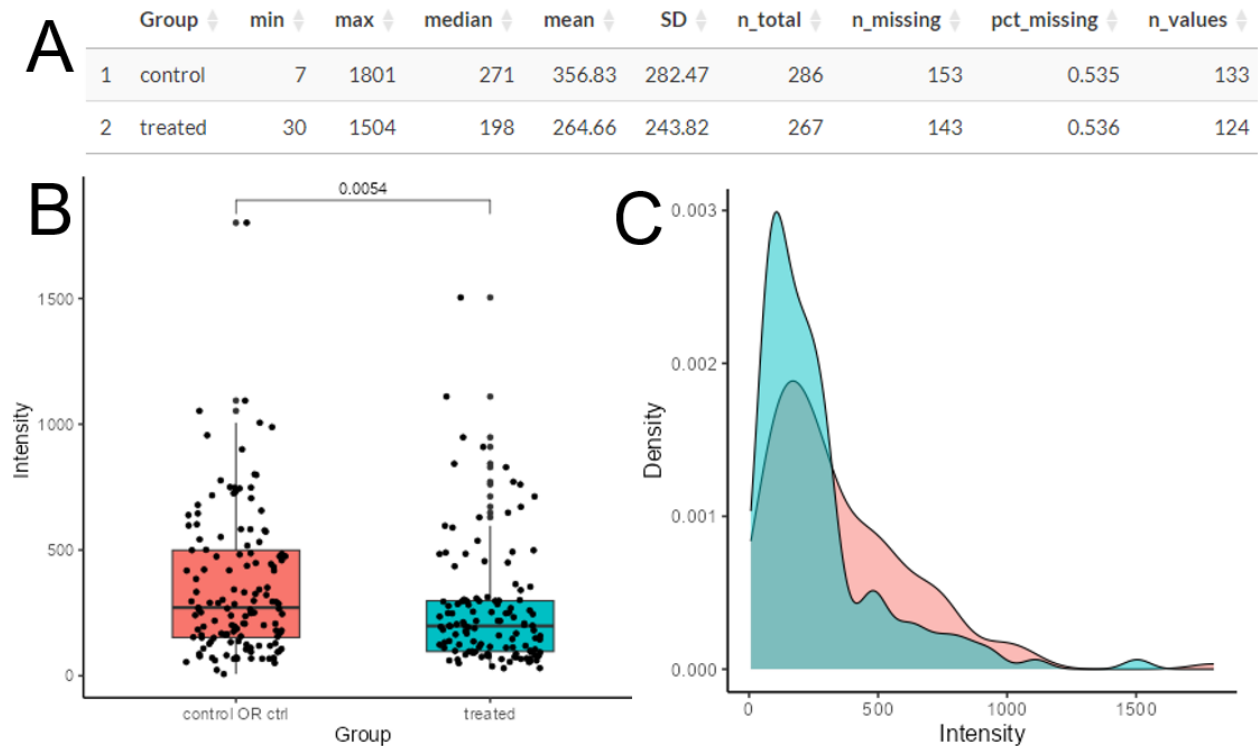 A
Group min max median mean SD n_total n_missing pct_missing n_values
1 control 7 1801 271 356.83 282.47 286 153 0.535 133
2 treated 30 1504 198 264.66 243.82 267 143 0.536 124
B
0.0054
1500
1000
500
0
Intensity
control OR ctrl treated
Group
C
0.003
0.002
0.001
0.000
Density
0 500 1000 1500
Intensity